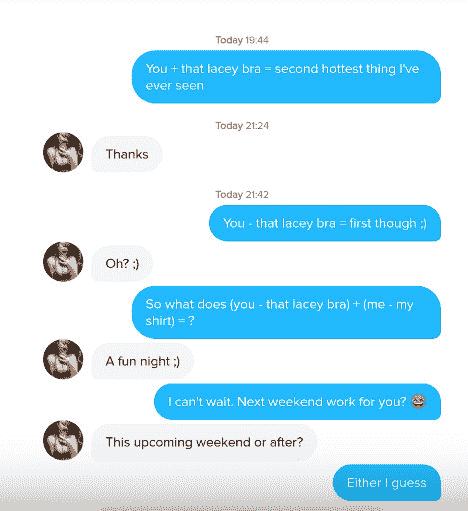 Today 19:44
You + that lacey bra = second hottest thing I've
ever seen
Today 21:24
Thanks
Today 21:42
You - that lacey bra = first though ;)
Oh? ;)
So what does (you - that lacey bra) + (me - my
shirt) = ?
A fun night ;)
I can't wait. Next weekend work for you? 😁
This upcoming weekend or after?
Either I guess